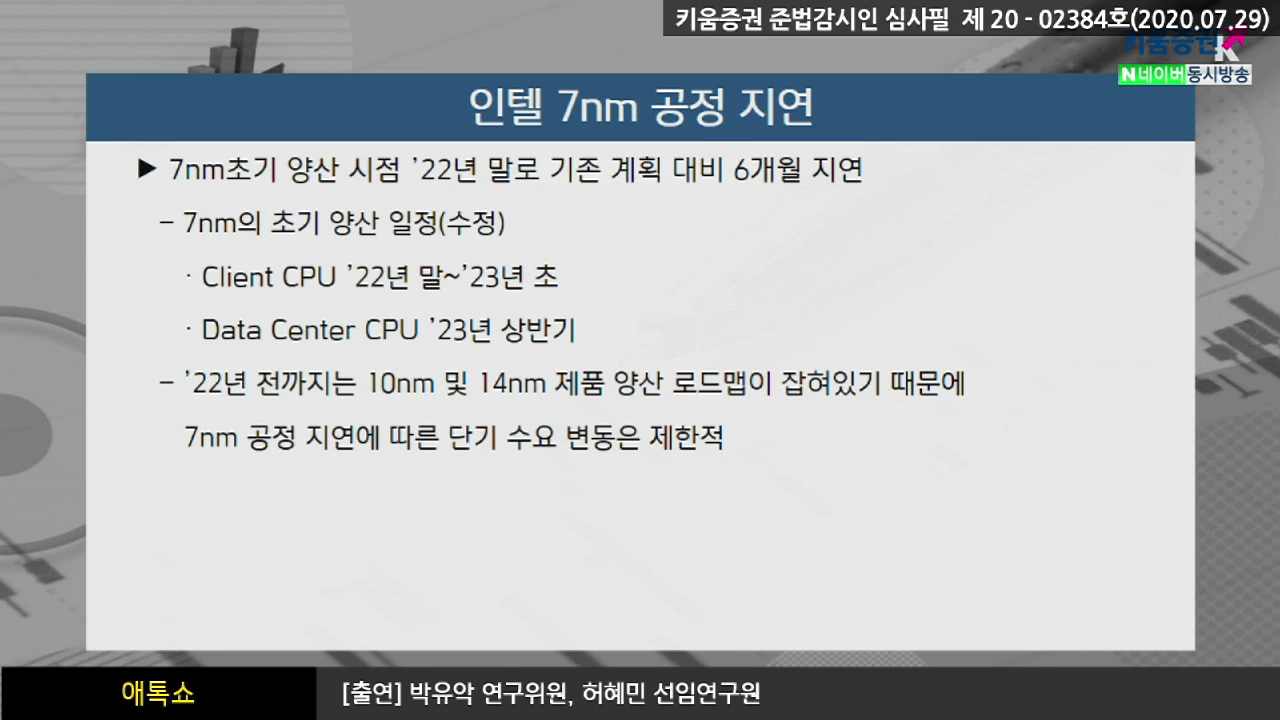 키움증권 준법감시인 심사필 제 20 - 02384호(2020.07.29)
키움증권
N 네이버 동시방송
인텔 7nm 공정 지연
▶ 7nm초기 양산 시점 ’22년 말로 기존 계획 대비 6개월 지연
- 7nm의 초기 양산 일정(수정)
· Client CPU ’22년 말~’23년 초
· Data Center CPU ’23년 상반기
- ’22년 전까지는 10nm 및 14nm 제품 양산 로드맵이 잡혀있기 때문에
7nm 공정 지연에 따른 단기 수요 변동은 제한적
애톡쇼
[출연] 박유악 연구위원, 허혜민 선임연구원